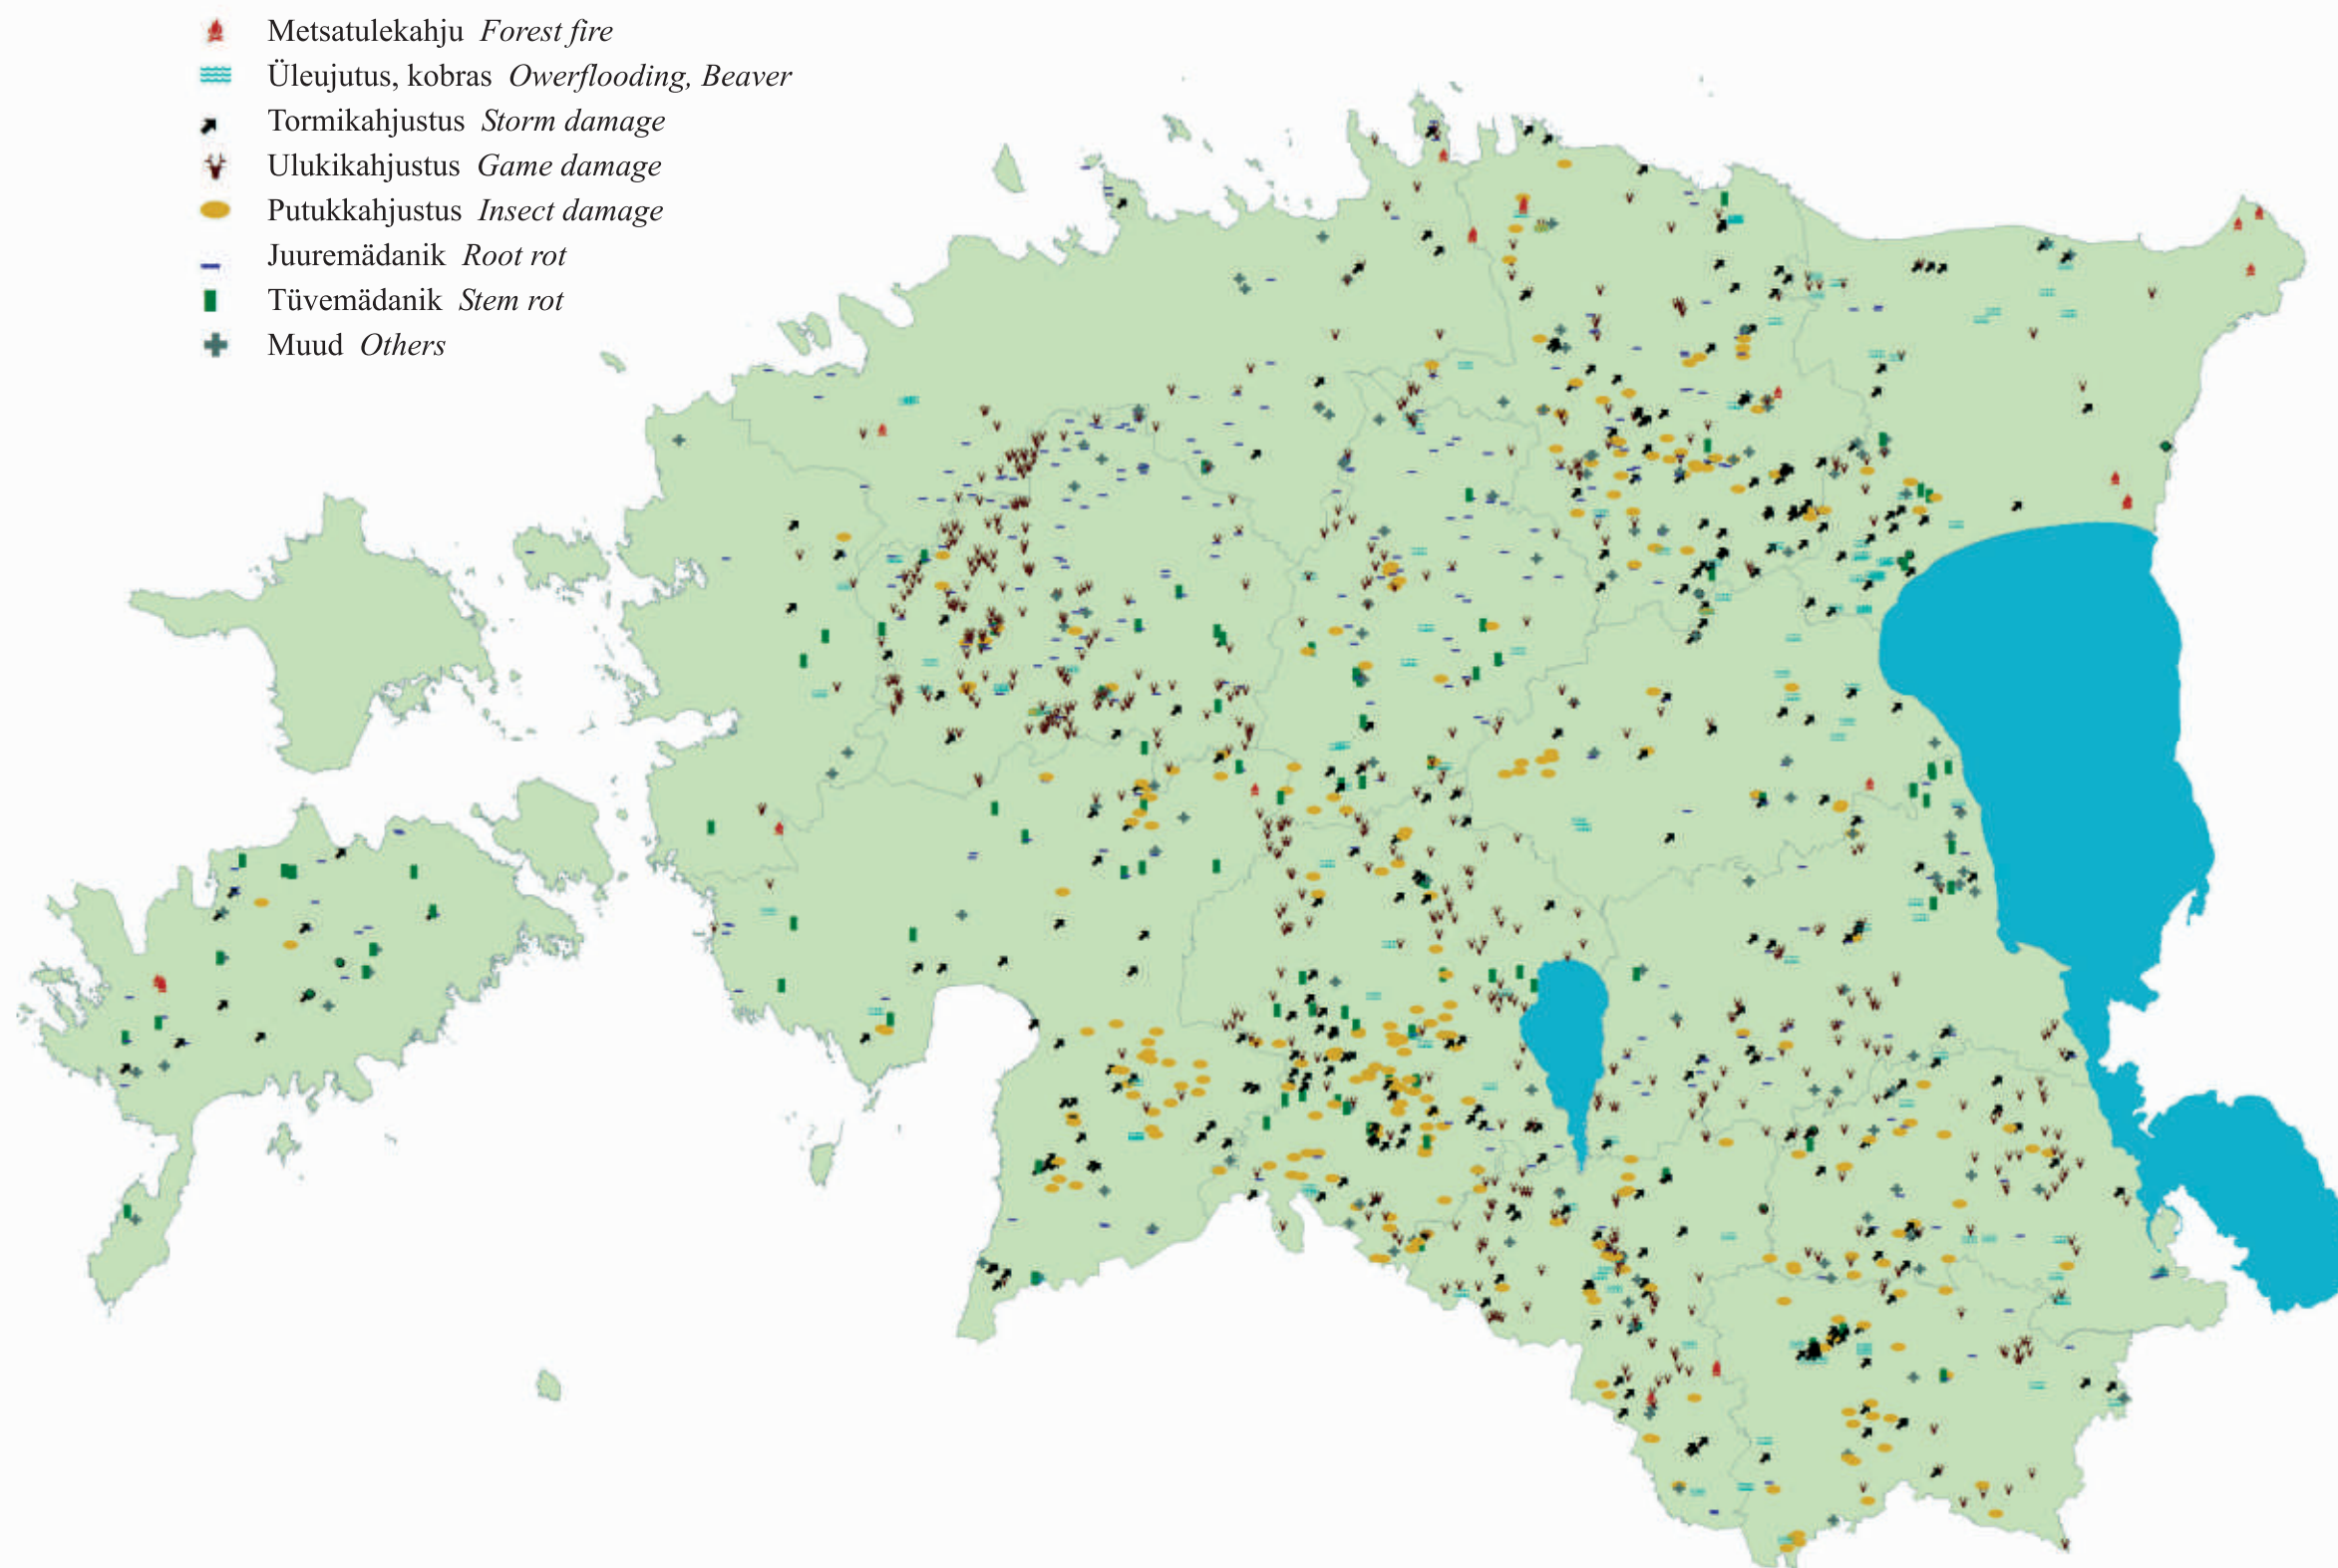 Metsatulekahju Forest fire
Üleujutus, kobras Owerflooding, Beaver
Tormikahjustus Storm damage
Ulukikahjustus Game damage
Putukkahjustus Insect damage
Juuremädanik Root rot
Tüvemädanik Stem rot
Muud Others